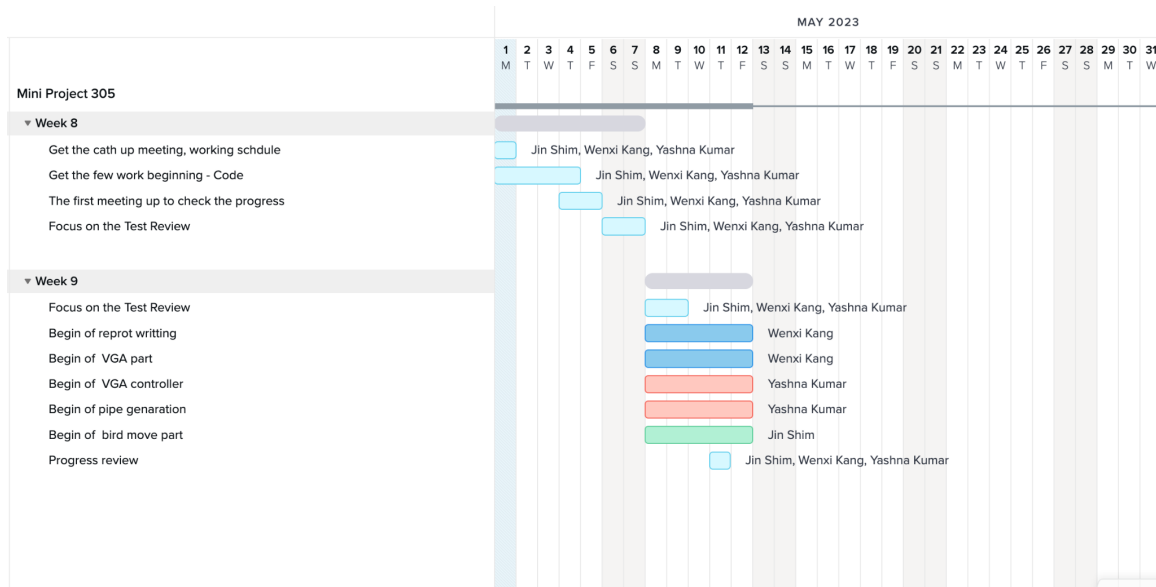 MAY 2023
1 2 3 4 5 6 7 8 9 10 11 12 13 14 15 16 17 18 19 20 21 22 23 24 25 26 27 28 29 30 31
M T W T F S S M T W T F S S M T W T F S S M T W T F S S M T W
Mini Project 305
Week 8
Get the cath up meeting, working schdule Jin Shim, Wenxi Kang, Yashna Kumar
Get the few work beginning - Code Jin Shim, Wenxi Kang, Yashna Kumar
The first meeting up to check the progress Jin Shim, Wenxi Kang, Yashna Kumar
Focus on the Test Review Jin Shim, Wenxi Kang, Yashna Kumar
Week 9
Focus on the Test Review Jin Shim, Wenxi Kang, Yashna Kumar
Begin of reprot writting Wenxi Kang
Begin of VGA part Wenxi Kang
Begin of VGA controller Yashna Kumar
Begin of pipe genaration Yashna Kumar
Begin of bird move part Jin Shim
Progress review Jin Shim, Wenxi Kang, Yashna Kumar